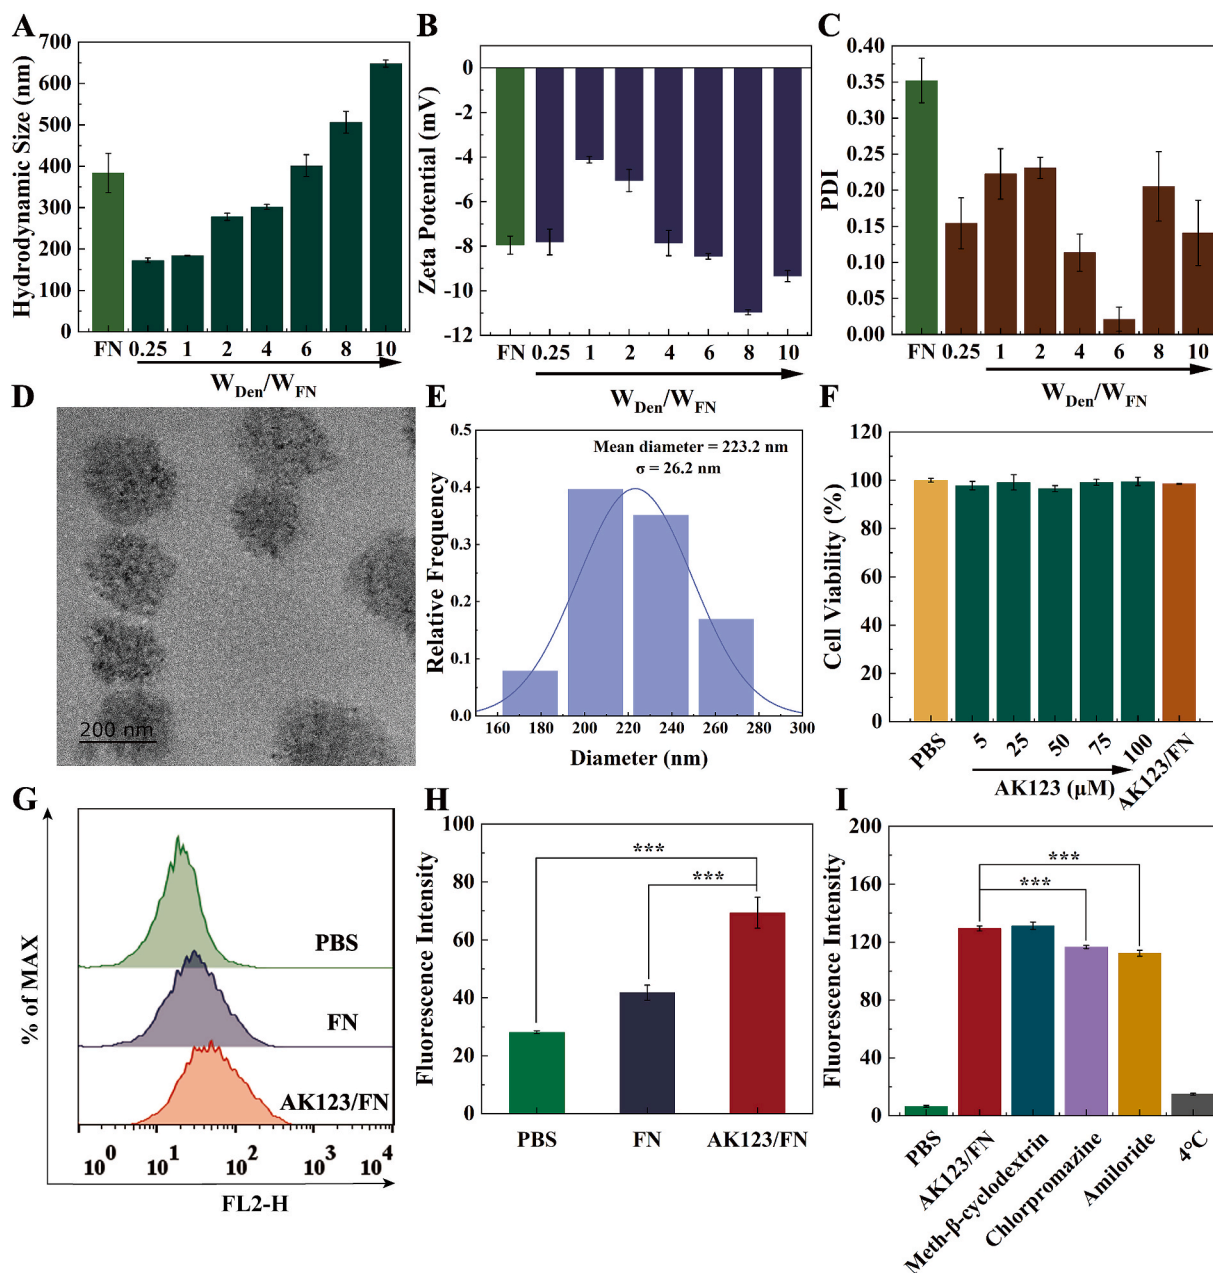 A
Hydrodynamic Size (nm)
700
600
500
400
300
200
100
0
FN 0.25 1 2 4 6 8 10
W_Den/W_FN
B
Zeta Potential (mV)
0
-2
-4
-6
-8
-10
-12
FN 0.25 1 2 4 6 8 10
W_Den/W_FN
C
PDI
0.40
0.35
0.30
0.25
0.20
0.15
0.10
0.05
0.00
FN 0.25 1 2 4 6 8 10
W_Den/W_FN
D
200 nm
E
Relative Frequency
0.5
0.4
0.3
0.2
0.1
0.0
Mean diameter = 223.2 nm
σ = 26.2 nm
160 180 200 220 240 260 280 300
Diameter (nm)
F
Cell Viability (%)
120
100
80
60
40
20
0
PBS 5 25 50 75 100 AK123/FN
AK123 (μM)
G
% of MAX
PBS
FN
AK123/FN
10^0 10^1 10^2 10^3 10^4
FL2-H
H
Fluorescence Intensity
100
80
60
40
20
0
***
***
PBS FN AK123/FN
I
Fluorescence Intensity
200
160
120
80
40
0
***
***
PBS
AK123/FN
Meth-β-cyclodextrin
Chlorpromazine
Amiloride
4°C